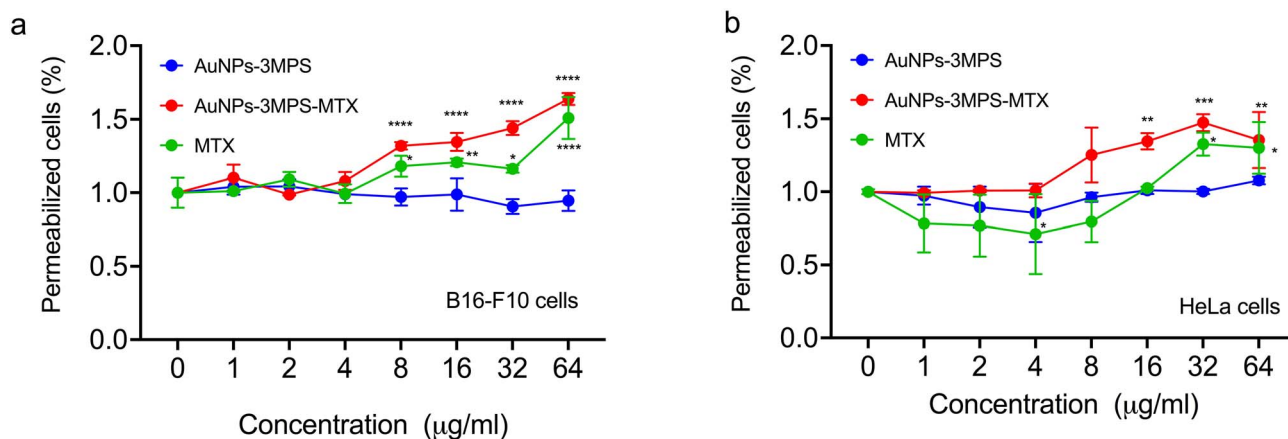 a
Permeabilized cells (%)
2.0
1.5
1.0
0.5
0.0
AuNPs-3MPS
AuNPs-3MPS-MTX
MTX
****
****
****
****
*
**
*
****
B16-F10 cells
0 1 2 4 8 16 32 64
Concentration (μg/ml)
b
Permeabilized cells (%)
2.0
1.5
1.0
0.5
0.0
AuNPs-3MPS
AuNPs-3MPS-MTX
MTX
**
***
**
*
*
*
HeLa cells
0 1 2 4 8 16 32 64
Concentration (μg/ml)